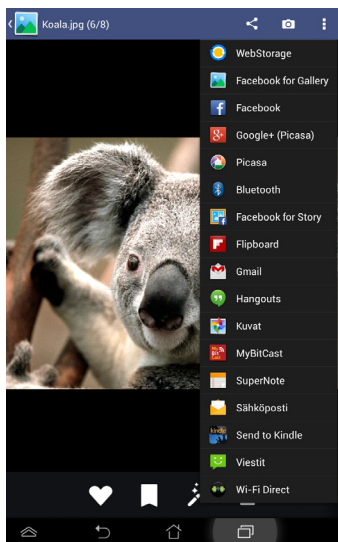 Koala.jpg (6/8)
WebStorage
Facebook for Gallery
Facebook
Google+ (Picasa)
Picasa
Bluetooth
Facebook for Story
Flipboard
Gmail
Hangouts
Kuvat
MyBitCast
SuperNote
Sähköposti
kindle
Send to Kindle
Viestit
Wi-Fi Direct